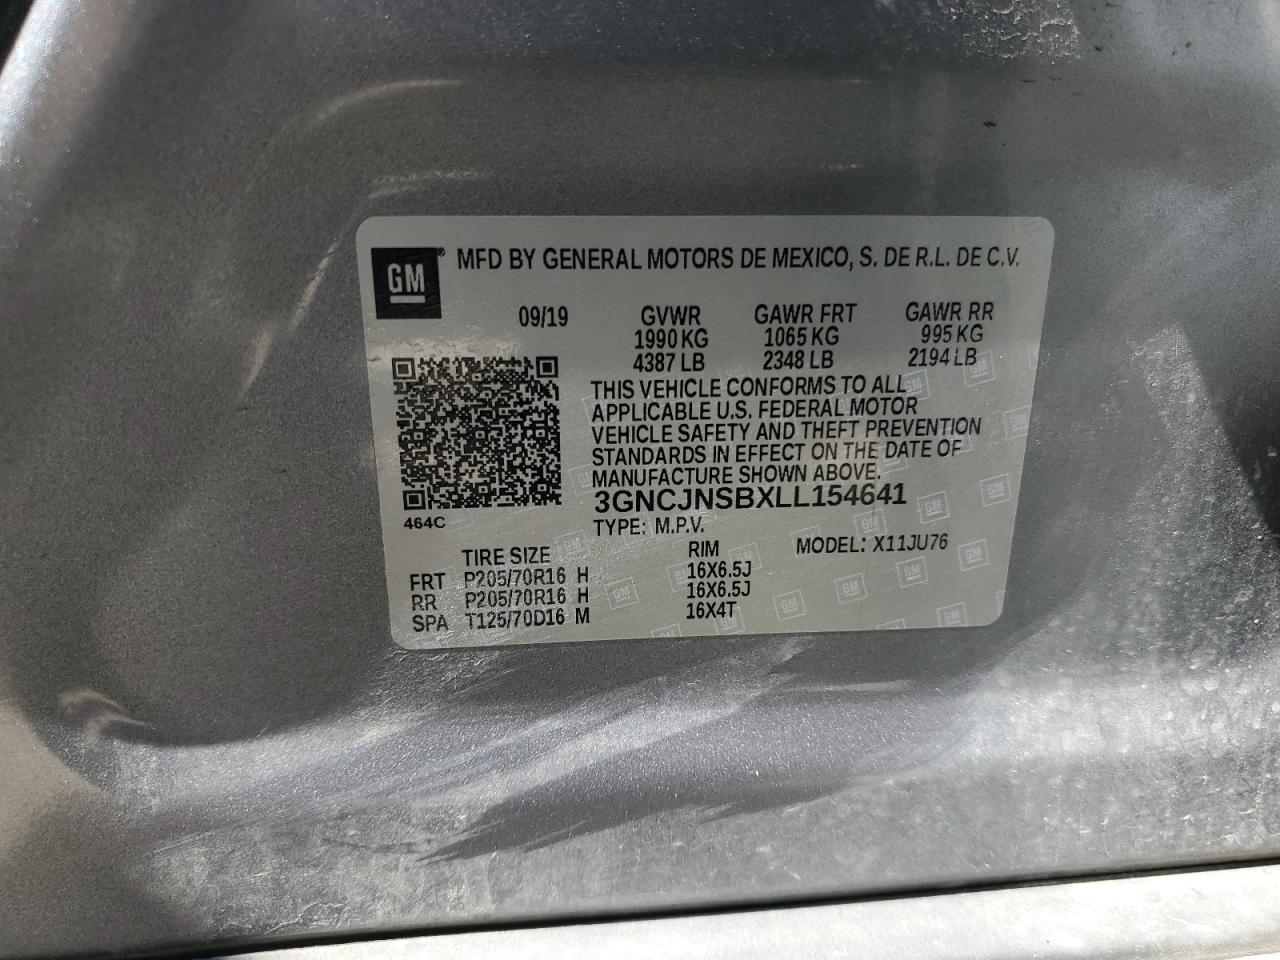 GM® MFD BY GENERAL MOTORS DE MEXICO, S. DE R.L. DE C.V.
09/19 GVWR GAWR FRT GAWR RR
1990 KG 1065 KG 995 KG
4387 LB 2348 LB 2194 LB
THIS VEHICLE CONFORMS TO ALL
APPLICABLE U.S. FEDERAL MOTOR
VEHICLE SAFETY AND THEFT PREVENTION
STANDARDS IN EFFECT ON THE DATE OF
MANUFACTURE SHOWN ABOVE.
3GNCJNSBXLL154641
464C
TYPE: M.P.V.
TIRE SIZE RIM MODEL: X11JU76
FRT P205/70R16 H 16X6.5J
RR P205/70R16 H 16X6.5J
SPA T125/70D16 M 16X4T